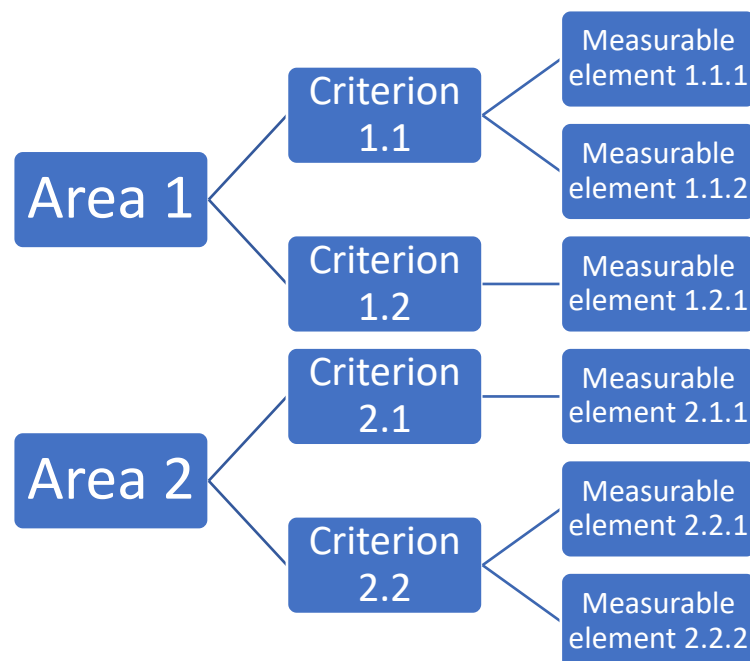 Area 1
Criterion
1.1
Measurable
element 1.1.1
Measurable
element 1.1.2
Criterion
1.2
Measurable
element 1.2.1
Area 2
Criterion
2.1
Measurable
element 2.1.1
Criterion
2.2
Measurable
element 2.2.1
Measurable
element 2.2.2